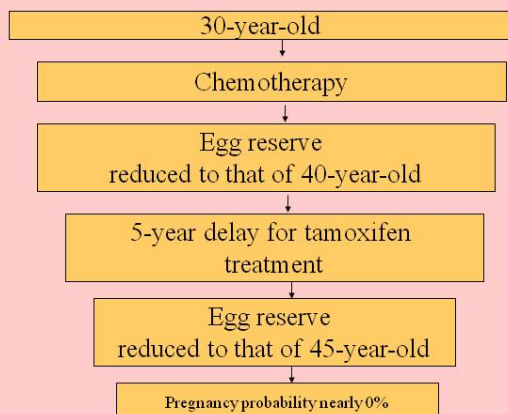 30-year-old
Chemotherapy
Egg reserve
reduced to that of 40-year-old
5-year delay for tamoxifen
treatment
Egg reserve
reduced to that of 45-year-old
Pregnancy probability nearly 0%